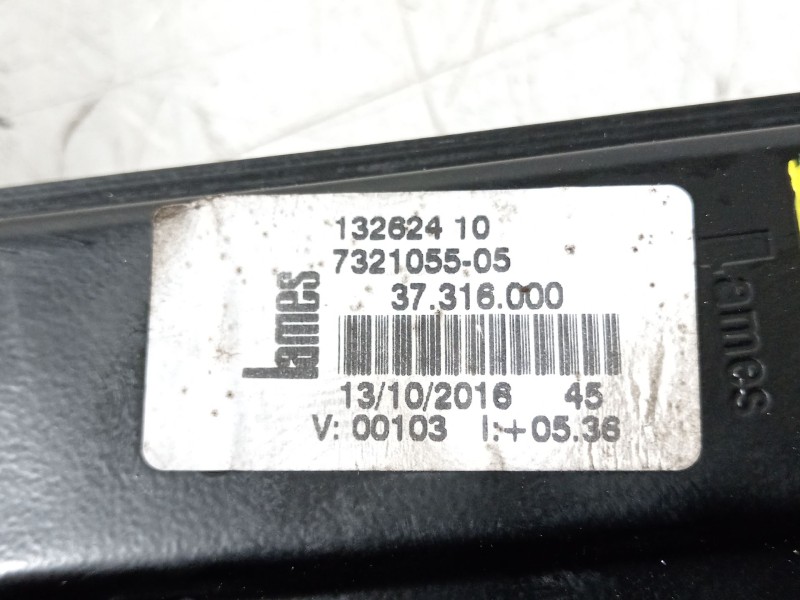 132624 10
7321055-05
37.316.000
Lames
13/10/2016 45
V: 00103 I:+05.36
Lames